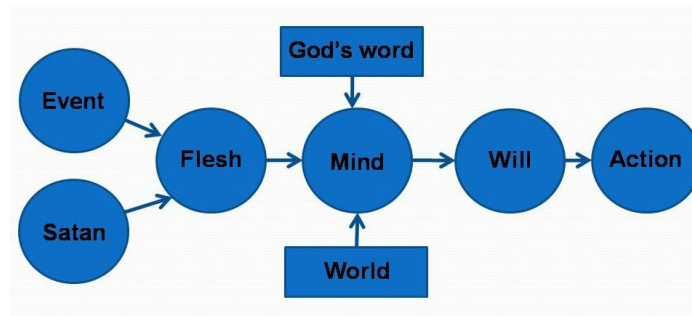 God's word
Event
Flesh
Mind
Will
Action
Satan
World